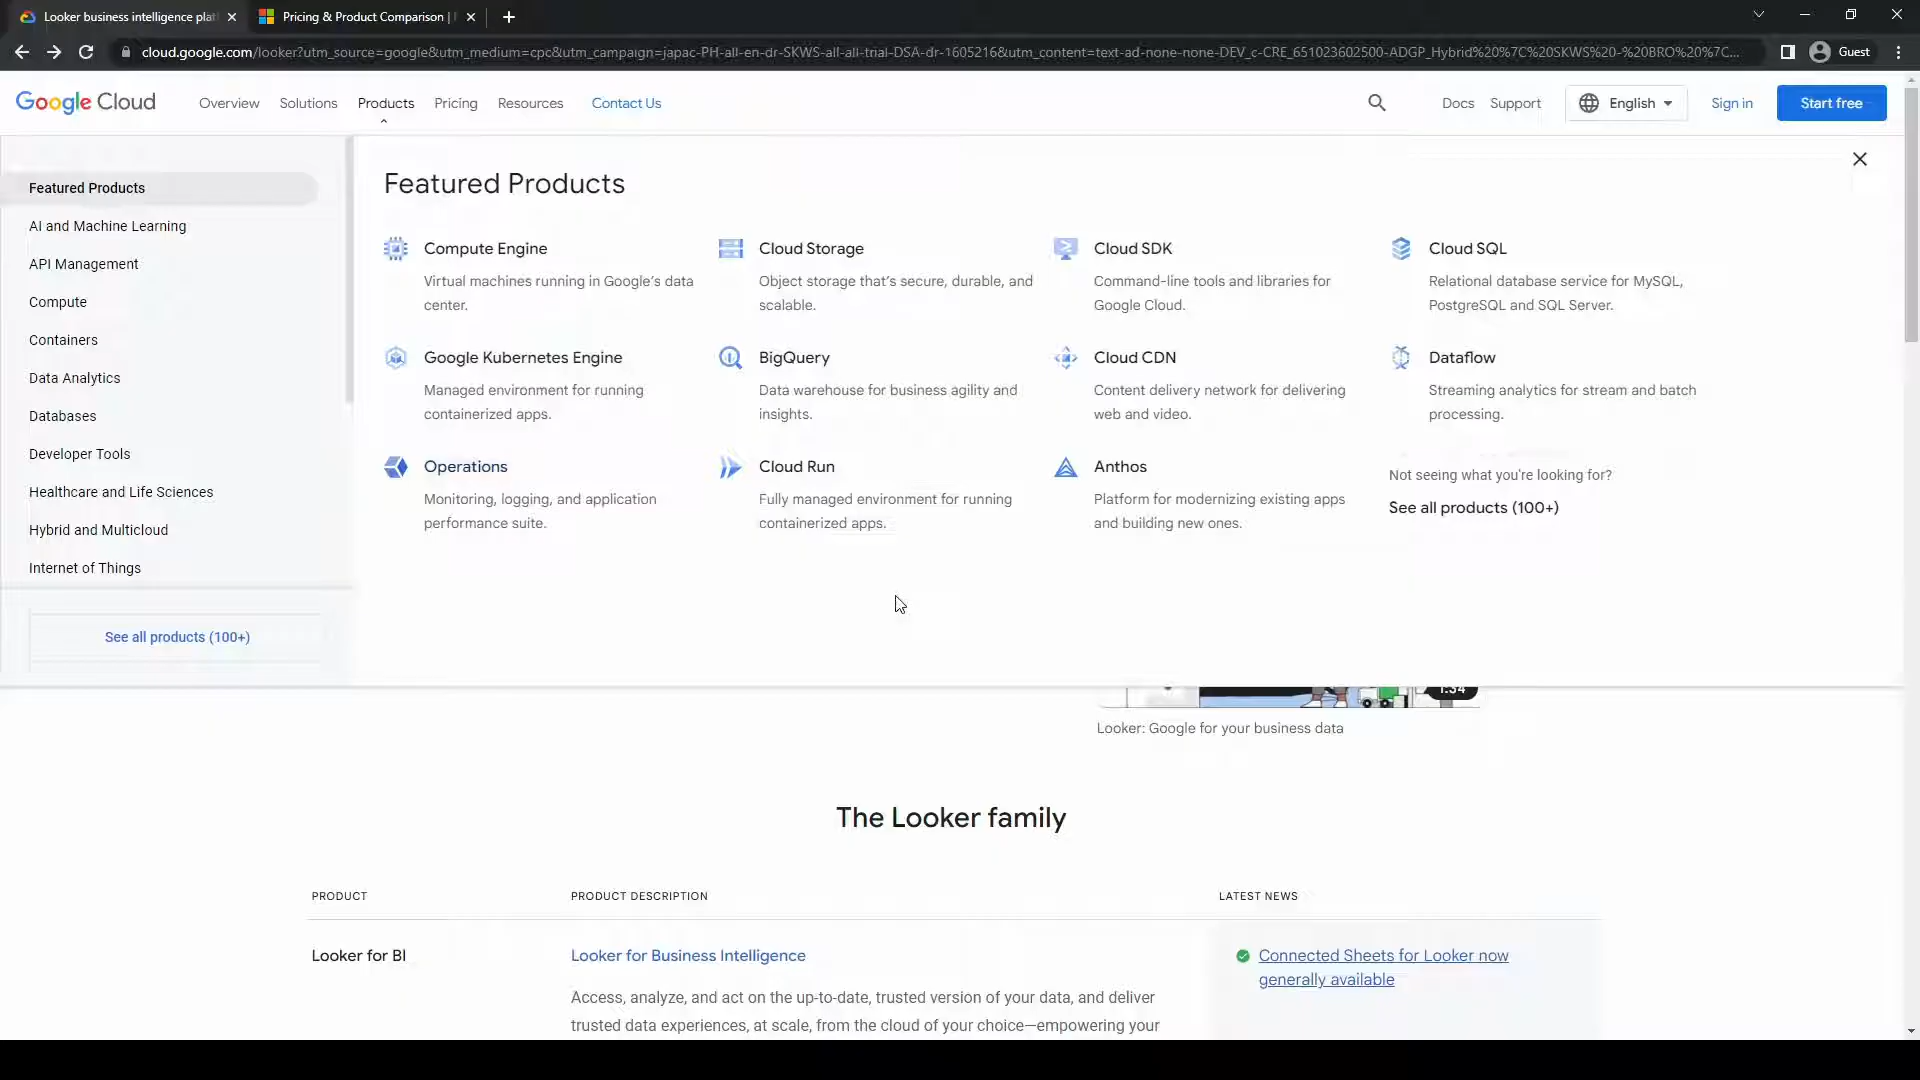 Looker business intelligence plat
Pricing & Product Comparison |
cloud.google.com/looker?utm_source=google&utm_medium=cpc&utm_campaign=japac-PH-all-en-dr-SKWS-all-all-trial-DSA-dr-1605216&utm_content=text-ad-none-none-DEV_c-CRE_651023602500-ADGP_Hybrid%20%7C%20SKWS%20-%20BRO%20%7C...
Guest
Google Cloud
Overview
Solutions
Products
Pricing
Resources
Contact Us
Docs
Support
English
Sign in
Start free
Featured Products
AI and Machine Learning
API Management
Compute
Containers
Data Analytics
Databases
Developer Tools
Healthcare and Life Sciences
Hybrid and Multicloud
Internet of Things
See all products (100+)
Featured Products
Compute Engine
Virtual machines running in Google's data
center.
Cloud Storage
Object storage that's secure, durable, and
scalable.
Cloud SDK
Command-line tools and libraries for
Google Cloud.
Cloud SQL
Relational database service for MySQL,
PostgreSQL and SQL Server.
Google Kubernetes Engine
Managed environment for running
containerized apps.
BigQuery
Data warehouse for business agility and
insights.
Cloud CDN
Content delivery network for delivering
web and video.
Dataflow
Streaming analytics for stream and batch
processing.
Operations
Monitoring, logging, and application
performance suite.
Cloud Run
Fully managed environment for running
containerized apps.
Anthos
Platform for modernizing existing apps
and building new ones.
Not seeing what you're looking for?
See all products (100+)
1:34
Looker: Google for your business data
The Looker family
PRODUCT
PRODUCT DESCRIPTION
LATEST NEWS
Looker for BI
Looker for Business Intelligence
Access, analyze, and act on the up-to-date, trusted version of your data, and deliver
trusted data experiences, at scale, from the cloud of your choice—empowering your
Connected Sheets for Looker now
generally available